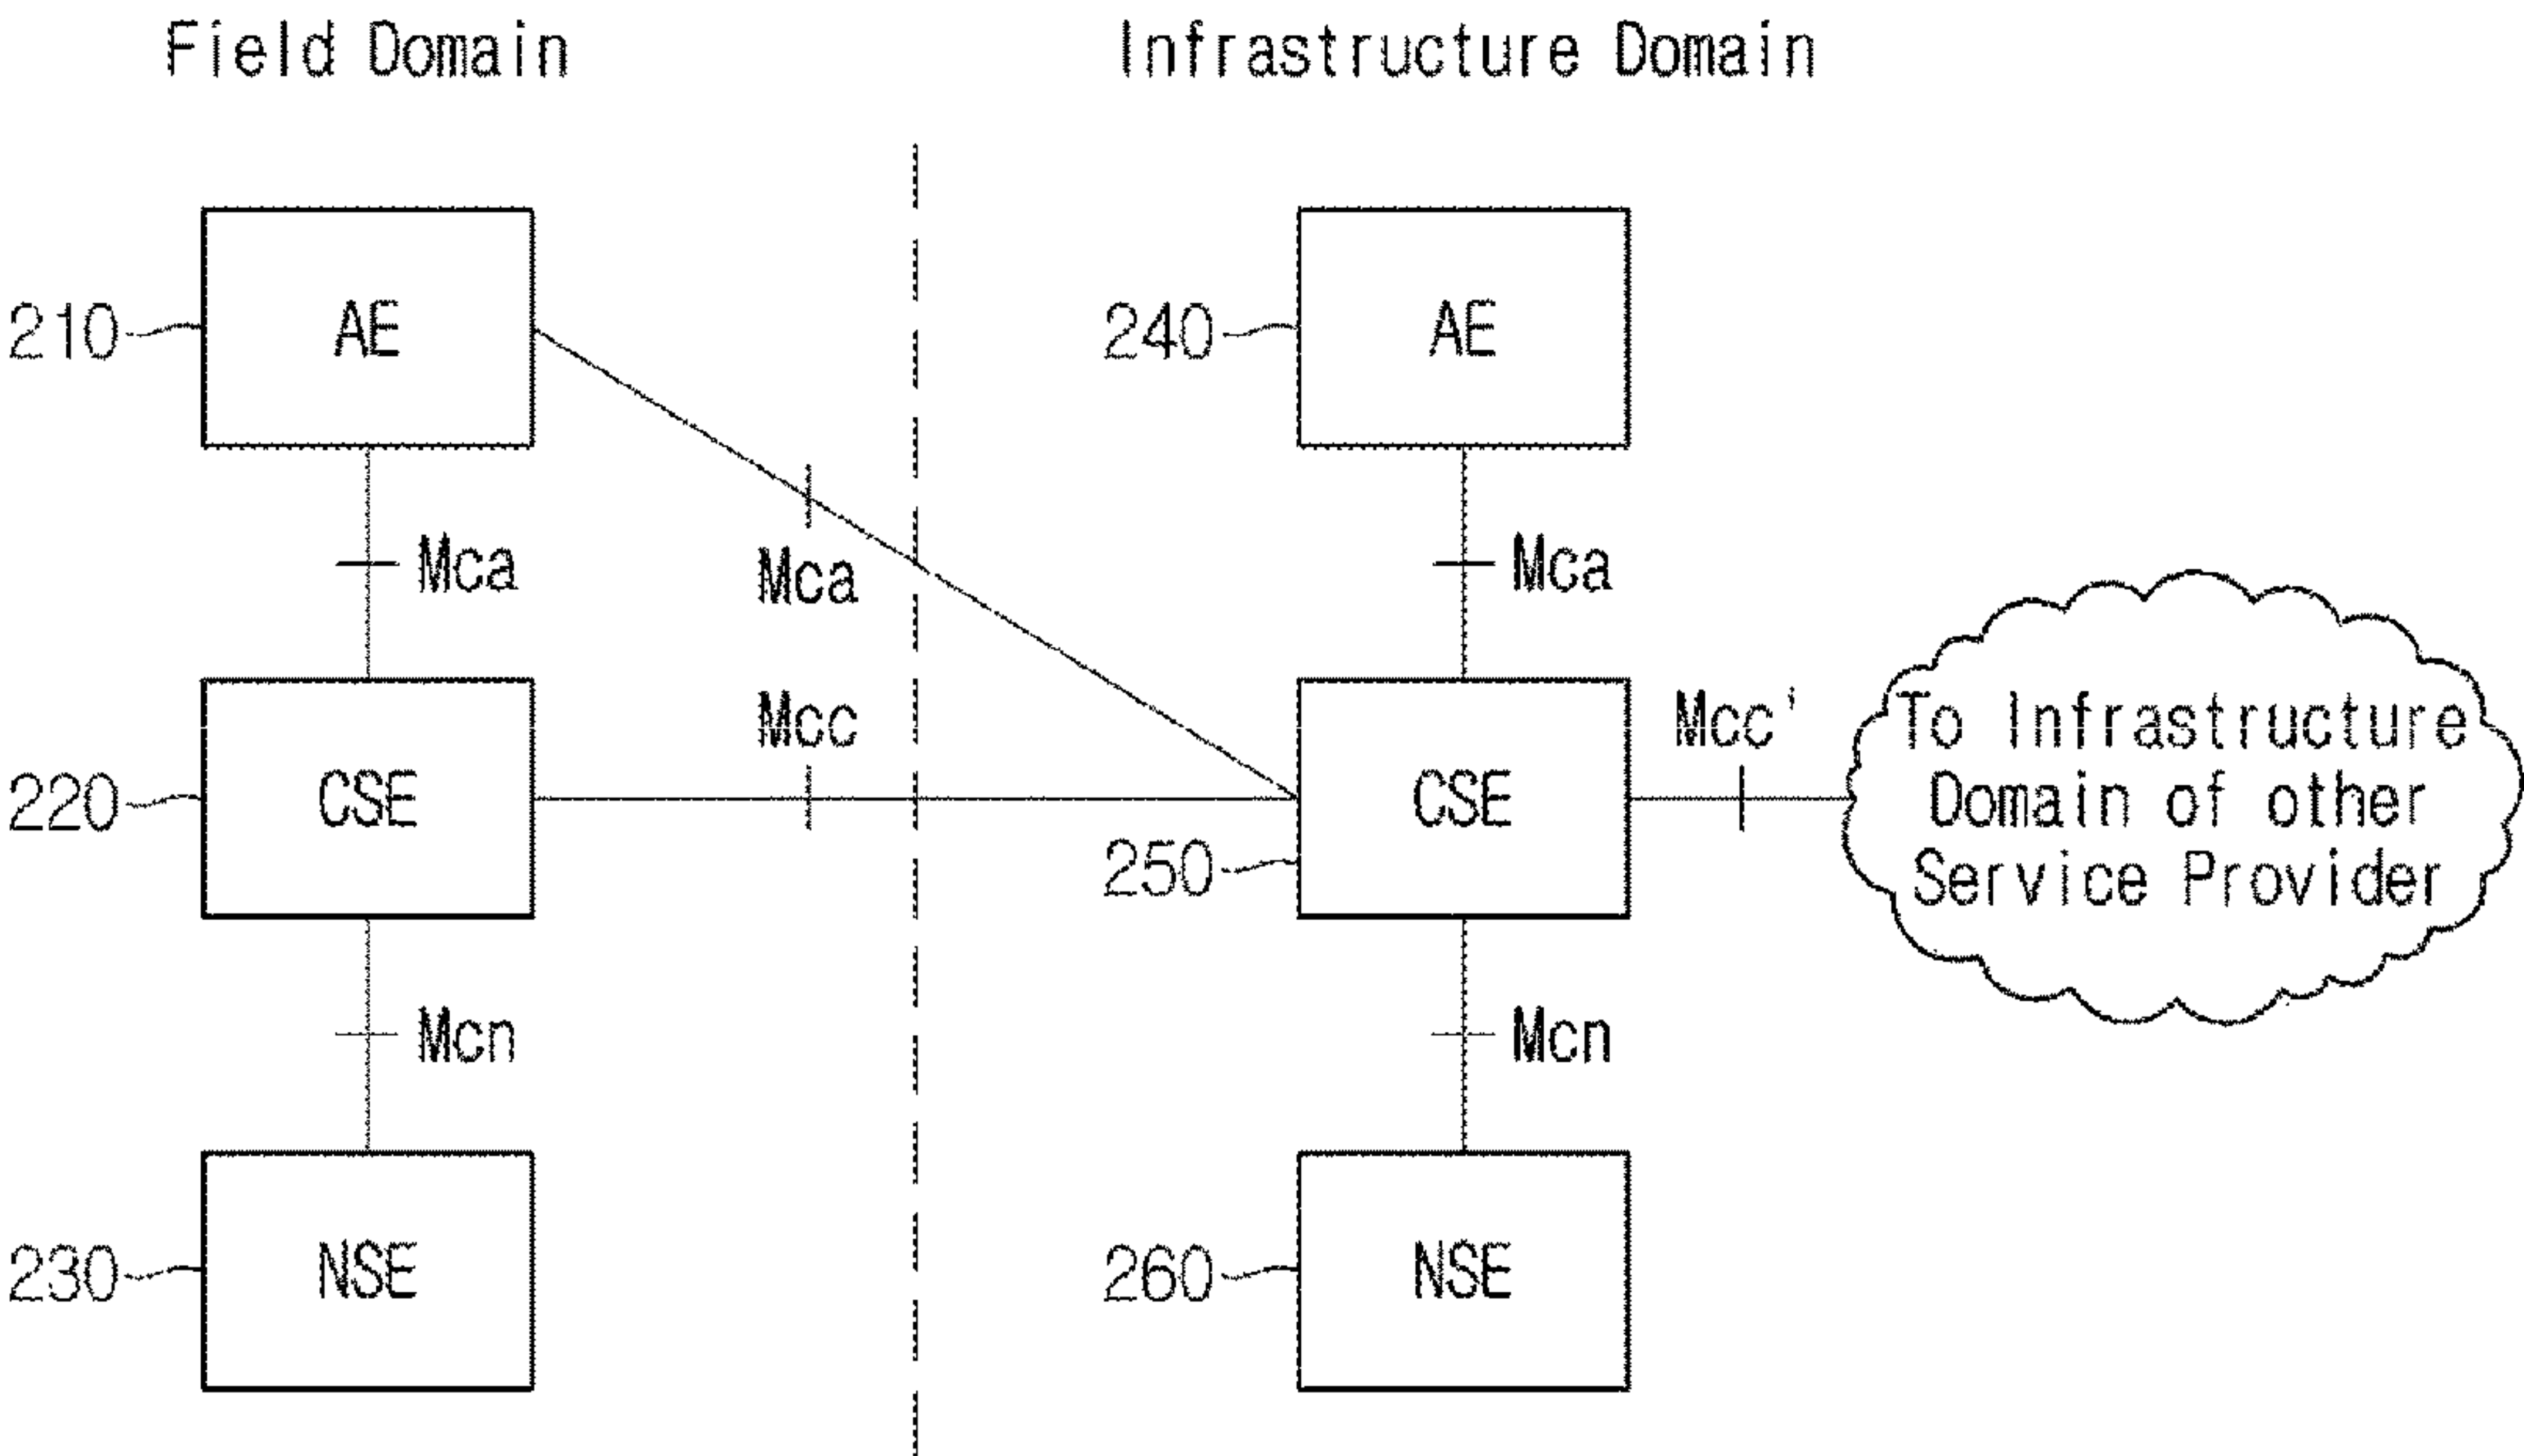 Field Domain
Infrastructure Domain
210
AE
240
AE
Mca
Mca
Mca
Mcc
Mcc'
220
CSE
250
CSE
To Infrastructure
Domain of other
Service Provider
Mcn
Mcn
230
NSE
260
NSE